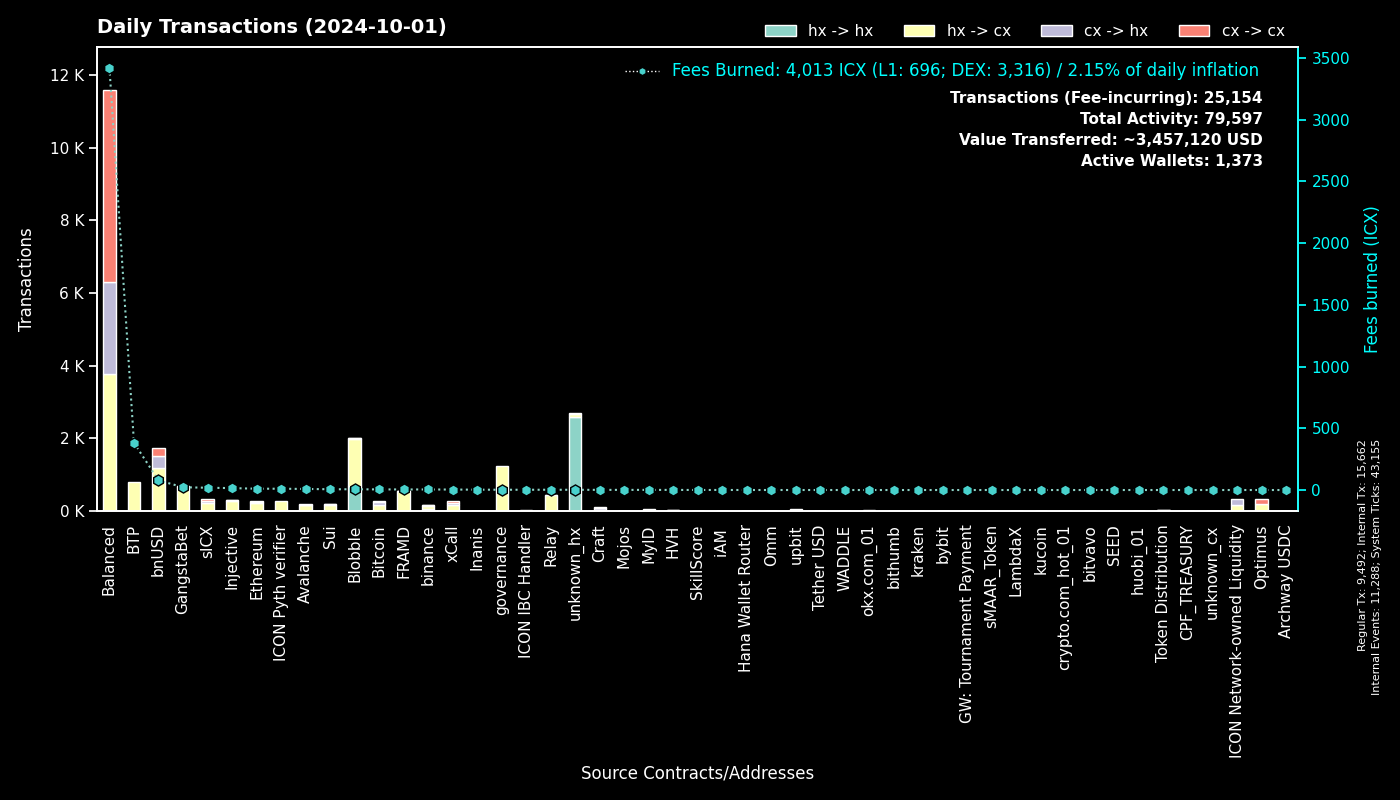 Daily Transactions (2024-10-01)
hx -> hx
hx -> cx
cx -> hx
cx -> cx
Fees Burned: 4,013 ICX (L1: 696; DEX: 3,316) / 2.15% of daily inflation
Transactions (Fee-incurring): 25,154
Total Activity: 79,597
Value Transferred: ~3,457,120 USD
Active Wallets: 1,373
Transactions
12 K
10 K
8 K
6 K
4 K
2 K
0 K
3500
3000
2500
2000
1500
1000
500
0
Fees burned (ICX)
Regular Tx: 9,492; Internal Tx: 15,662
Internal Events: 11,288; System Ticks: 43,155
Balanced
BTP
bnUSD
GangstaBet
sICX
Injective
Ethereum
ICON Pyth verifier
Avalanche
Sui
Blobble
Bitcoin
FRAMD
binance
xCall
Inanis
governance
ICON IBC Handler
Relay
unknown_hx
Craft
Mojos
MyID
HVH
SkillScore
iAM
Hana Wallet Router
Omm
upbit
Tether USD
WADDLE
okx.com_01
bithumb
kraken
bybit
GW: Tournament Payment
sMAAR_Token
LambdaX
kucoin
crypto.com_hot_01
bitvavo
SEED
huobi_01
Token Distribution
CPF_TREASURY
unknown_cx
ICON Network-owned Liquidity
Optimus
Archway USDC
Source Contracts/Addresses